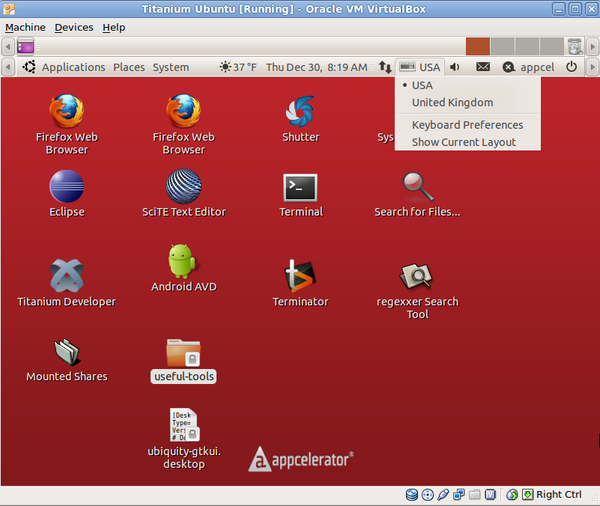 Titanium Ubuntu [Running] - Oracle VM VirtualBox
Machine Devices Help
Applications Places System 37 °F Thu Dec 30, 8:19 AM USA appcel
USA
United Kingdom
Keyboard Preferences
Show Current Layout
Firefox Web
Browser
Firefox Web
Browser
Shutter
Sys
Eclipse
SciTE Text Editor
Terminal
Search for Files...
Titanium Developer
Android AVD
Terminator
regexxer Search
Tool
Mounted Shares
useful-tools
[Desk
Type=
Vers
# D
ubiquity-gtkui.
desktop
appcelerator®
Right Ctrl